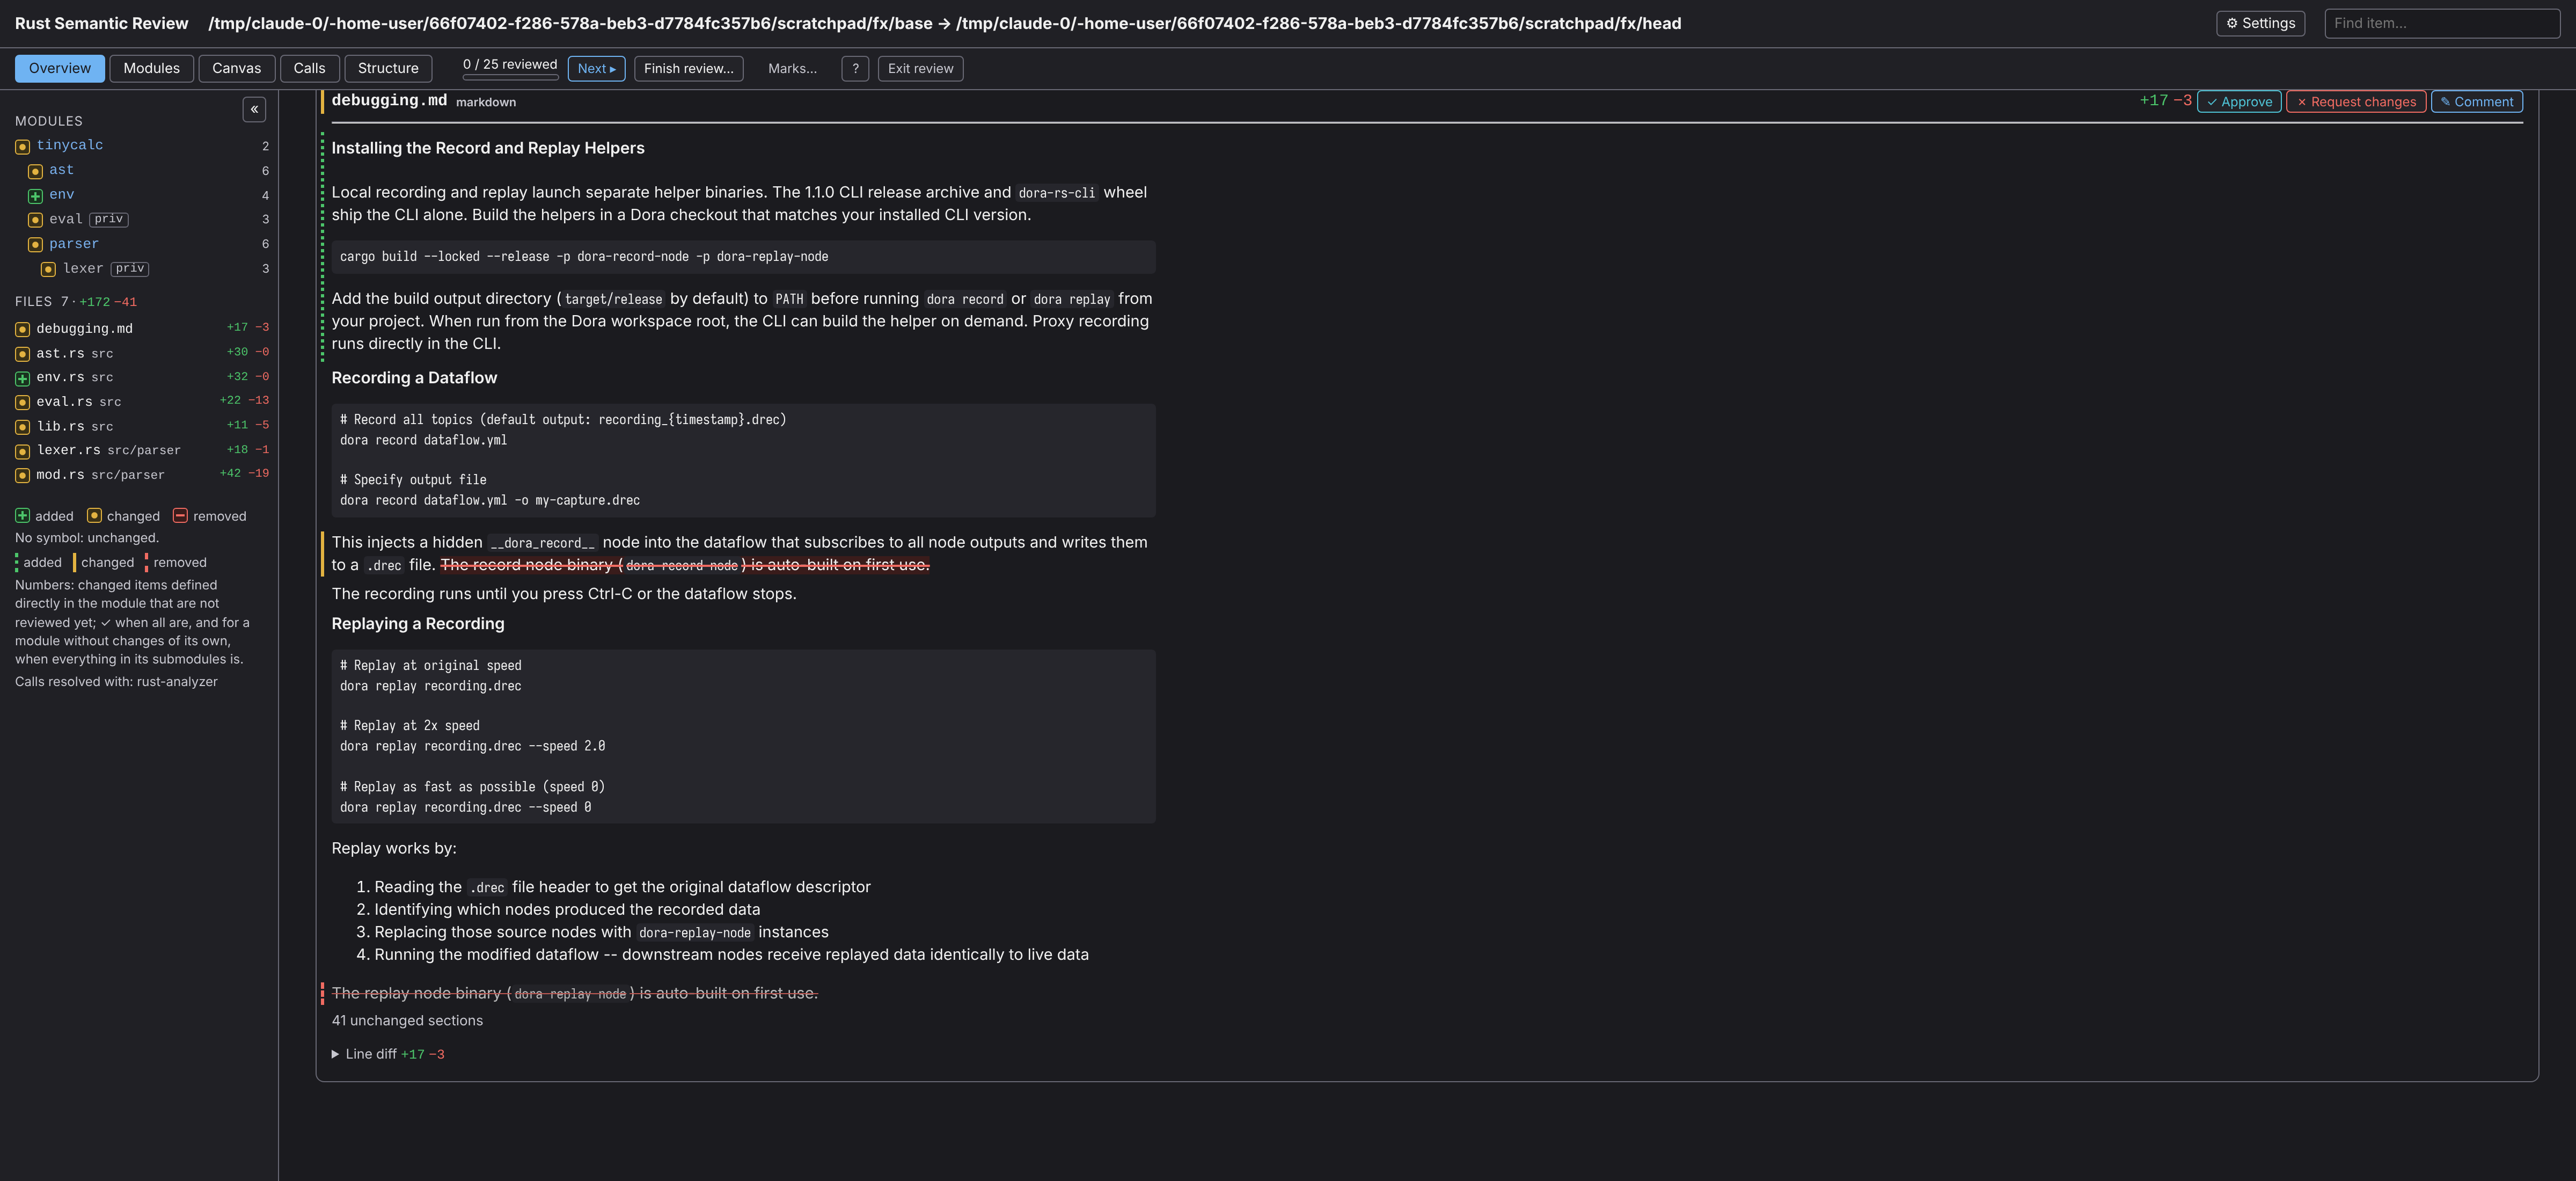 Rust Semantic Review /tmp/claude-0/-home-user/66f07402-f286-578a-beb3-d7784fc357b6/scratchpad/fx/base → /tmp/claude-0/-home-user/66f07402-f286-578a-beb3-d7784fc357b6/scratchpad/fx/head ⚙ Settings Find item...
Overview Modules Canvas Calls Structure 0 / 25 reviewed Next ▸ Finish review... Marks... ? Exit review
«
MODULES
tinycalc 2
ast 6
env 4
eval priv 3
parser 6
lexer priv 3
FILES 7 · +172 −41
debugging.md +17 −3
ast.rs src +30 −0
env.rs src +32 −0
eval.rs src +22 −13
lib.rs src +11 −5
lexer.rs src/parser +18 −1
mod.rs src/parser +42 −19
added changed removed
No symbol: unchanged.
added changed removed
Numbers: changed items defined
directly in the module that are not
reviewed yet; ✓ when all are, and for a
module without changes of its own,
when everything in its submodules is.
Calls resolved with: rust-analyzer
debugging.md markdown +17 −3 ✓ Approve × Request changes ✎ Comment
Installing the Record and Replay Helpers
Local recording and replay launch separate helper binaries. The 1.1.0 CLI release archive and dora-rs-cli wheel
ship the CLI alone. Build the helpers in a Dora checkout that matches your installed CLI version.
cargo build --locked --release -p dora-record-node -p dora-replay-node
Add the build output directory (target/release by default) to PATH before running dora record or dora replay from
your project. When run from the Dora workspace root, the CLI can build the helper on demand. Proxy recording
runs directly in the CLI.
Recording a Dataflow
# Record all topics (default output: recording_{timestamp}.drec)
dora record dataflow.yml
# Specify output file
dora record dataflow.yml -o my-capture.drec
This injects a hidden __dora_record__ node into the dataflow that subscribes to all node outputs and writes them
to a .drec file. The record node binary (dora-record-node) is auto-built on first use.
The recording runs until you press Ctrl-C or the dataflow stops.
Replaying a Recording
# Replay at original speed
dora replay recording.drec
# Replay at 2x speed
dora replay recording.drec --speed 2.0
# Replay as fast as possible (speed 0)
dora replay recording.drec --speed 0
Replay works by:
1. Reading the .drec file header to get the original dataflow descriptor
2. Identifying which nodes produced the recorded data
3. Replacing those source nodes with dora-replay-node instances
4. Running the modified dataflow -- downstream nodes receive replayed data identically to live data
The replay node binary (dora-replay-node) is auto-built on first use.
41 unchanged sections
▶ Line diff +17 −3